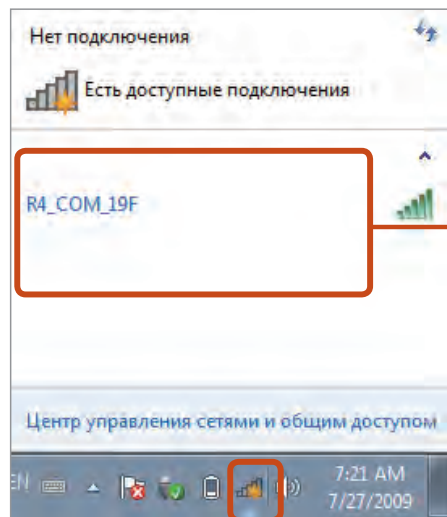 Нет подключения
Есть доступные подключения
R4_COM_19F
Центр управления сетями и общим доступом
EN
7:21 AM
7/27/2009